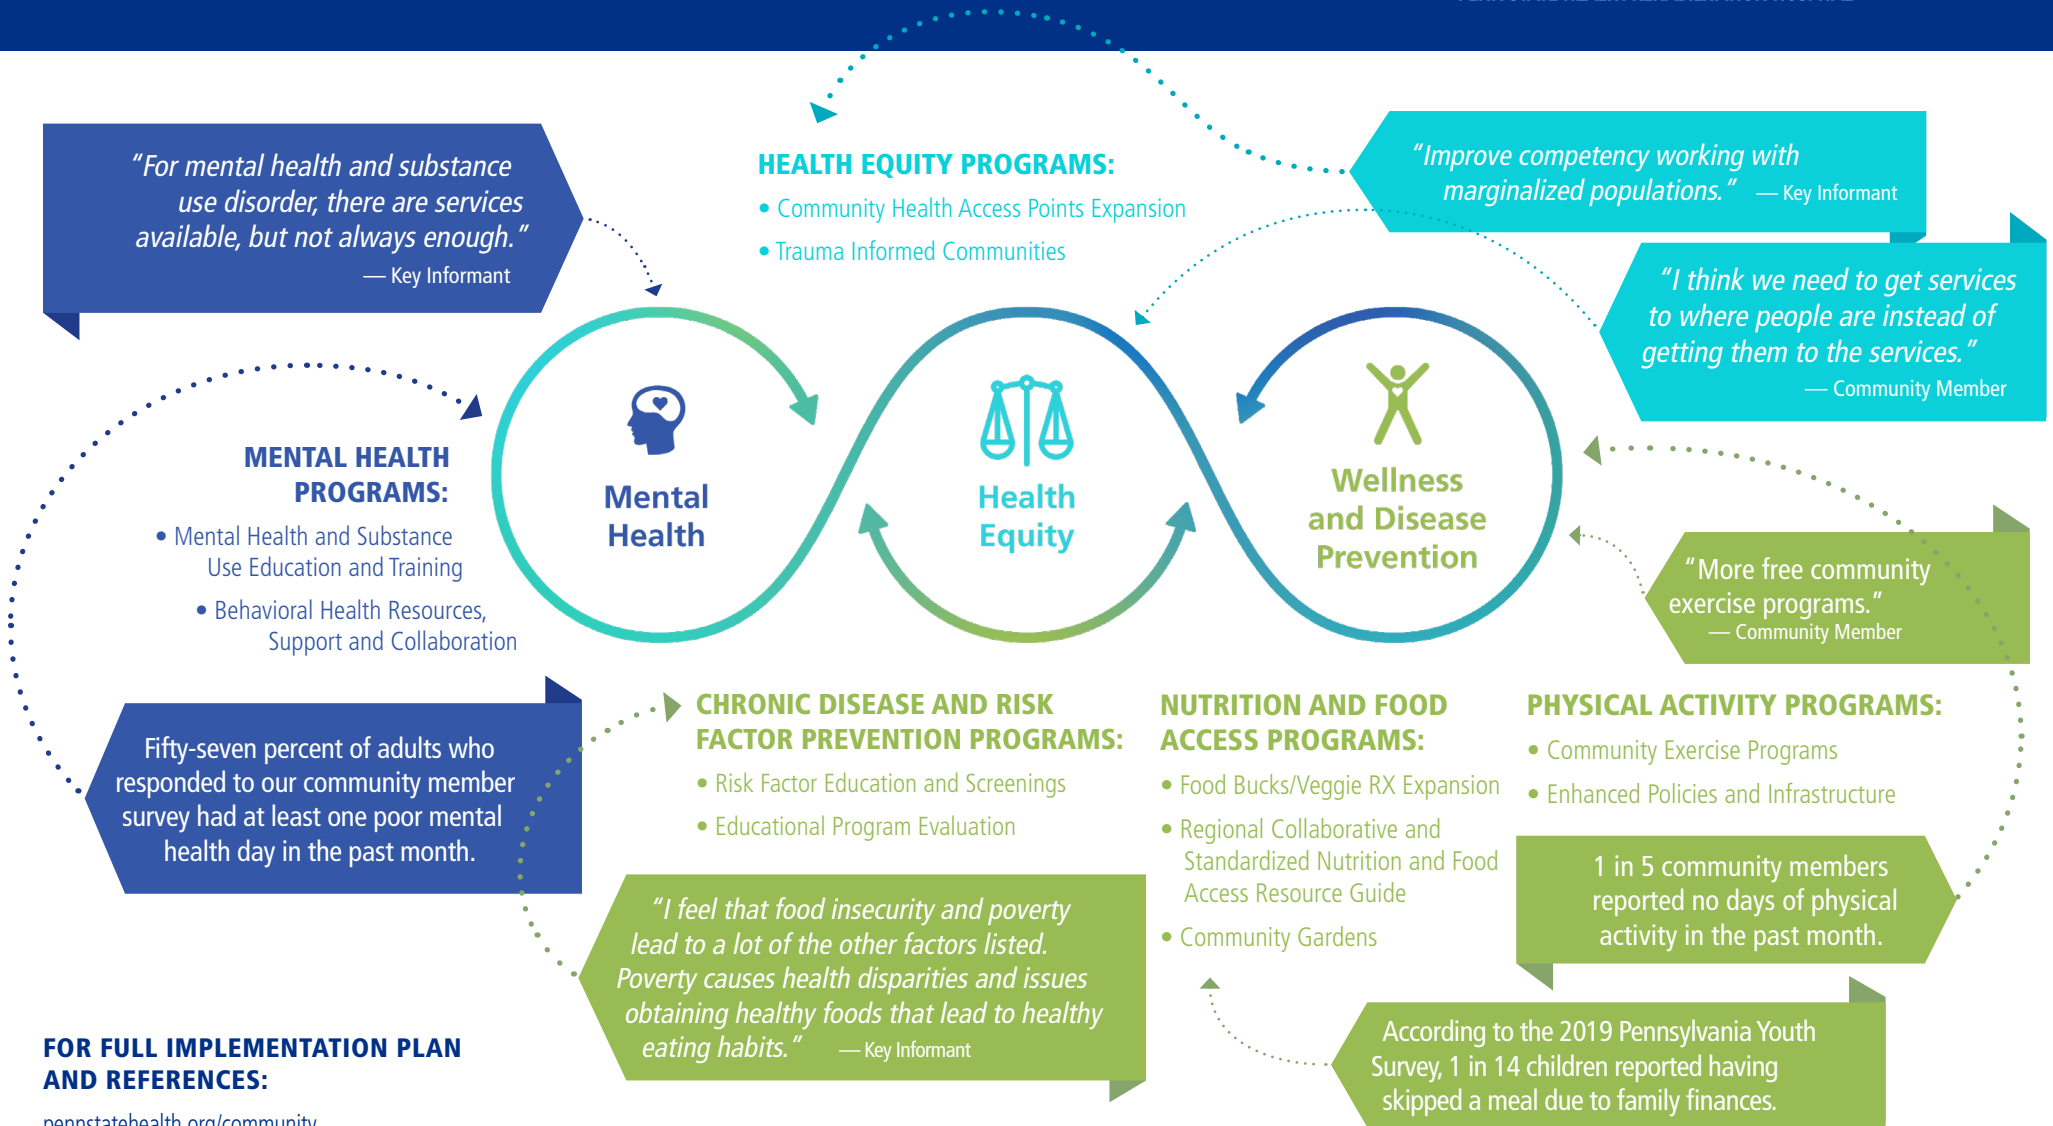 “For mental health and substance
use disorder, there are services
available, but not always enough.”
— Key Informant
HEALTH EQUITY PROGRAMS:
• Community Health Access Points Expansion
• Trauma Informed Communities
“Improve competency working with
marginalized populations.” — Key Informant
“I think we need to get services
to where people are instead of
getting them to the services.”
— Community Member
MENTAL HEALTH
PROGRAMS:
• Mental Health and Substance
Use Education and Training
• Behavioral Health Resources,
Support and Collaboration
Mental
Health
Health
Equity
Wellness
and Disease
Prevention
“More free community
exercise programs.”
— Community Member
Fifty-seven percent of adults who
responded to our community member
survey had at least one poor mental
health day in the past month.
CHRONIC DISEASE AND RISK
FACTOR PREVENTION PROGRAMS:
• Risk Factor Education and Screenings
• Educational Program Evaluation
“I feel that food insecurity and poverty
lead to a lot of the other factors listed.
Poverty causes health disparities and issues
obtaining healthy foods that lead to healthy
eating habits.” — Key Informant
NUTRITION AND FOOD
ACCESS PROGRAMS:
• Food Bucks/Veggie RX Expansion
• Regional Collaborative and
Standardized Nutrition and Food
Access Resource Guide
• Community Gardens
PHYSICAL ACTIVITY PROGRAMS:
• Community Exercise Programs
• Enhanced Policies and Infrastructure
1 in 5 community members
reported no days of physical
activity in the past month.
According to the 2019 Pennsylvania Youth
Survey, 1 in 14 children reported having
skipped a meal due to family finances.
FOR FULL IMPLEMENTATION PLAN
AND REFERENCES:
pennstatehealth.org/community